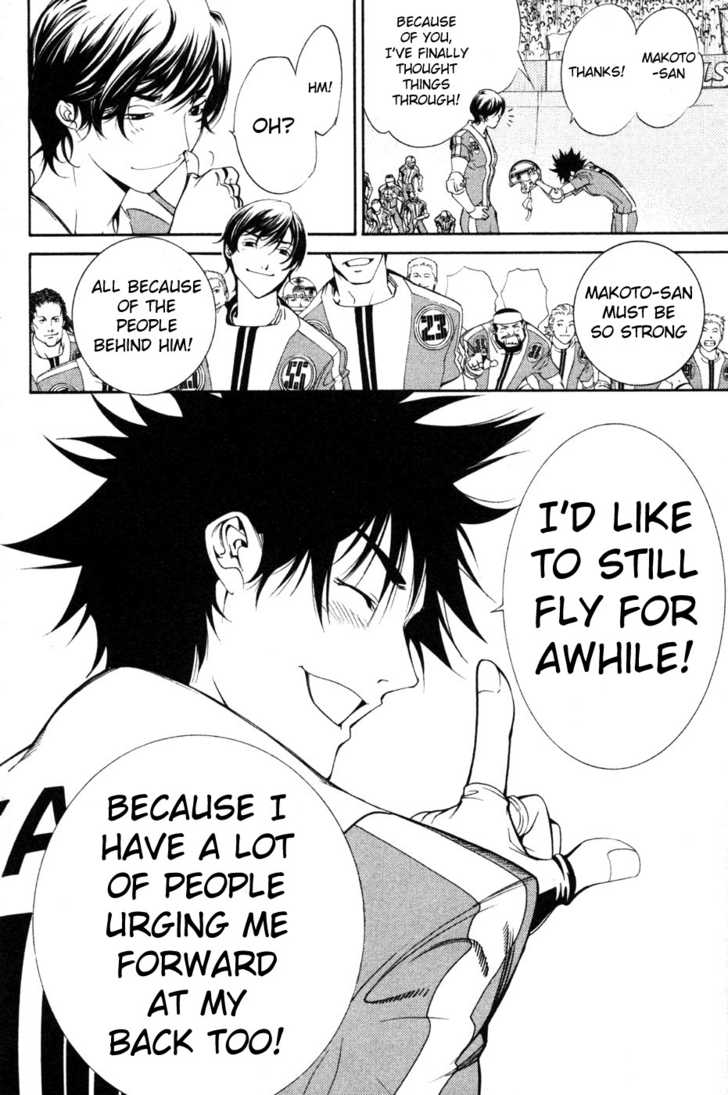 MAKOTO
-SAN
THANKS!
BECAUSE
OF YOU,
I'VE FINALLY
THOUGHT
THINGS
THROUGH!
HM!
OH?
MAKOTO-SAN
MUST BE
SO STRONG
23
55
ALL BECAUSE
OF THE
PEOPLE
BEHIND HIM!
I'D LIKE
TO STILL
FLY FOR
AWHILE!
BECAUSE I
HAVE A LOT
OF PEOPLE
URGING ME
FORWARD
AT MY
BACK TOO!